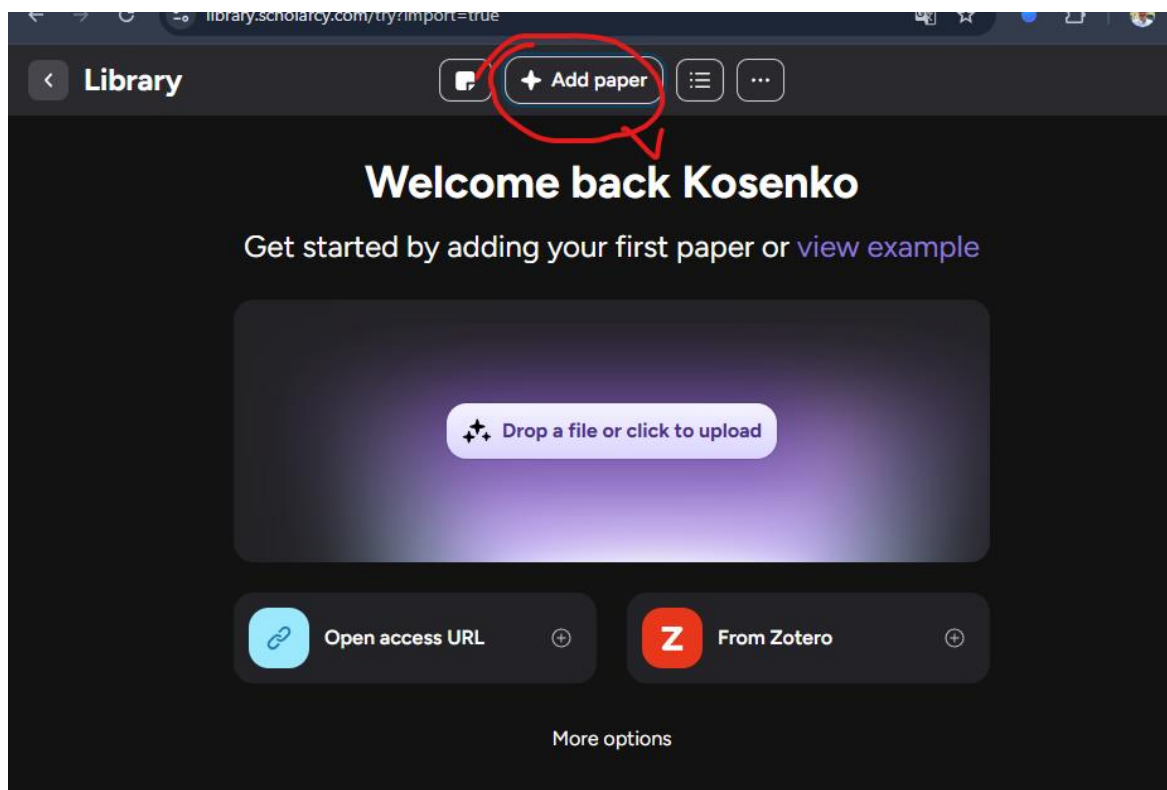 library.scholarcy.com/try?import=true
Library
Add paper
Welcome back Kosenko
Get started by adding your first paper or view example
Drop a file or click to upload
Open access URL
Z From Zotero
More options